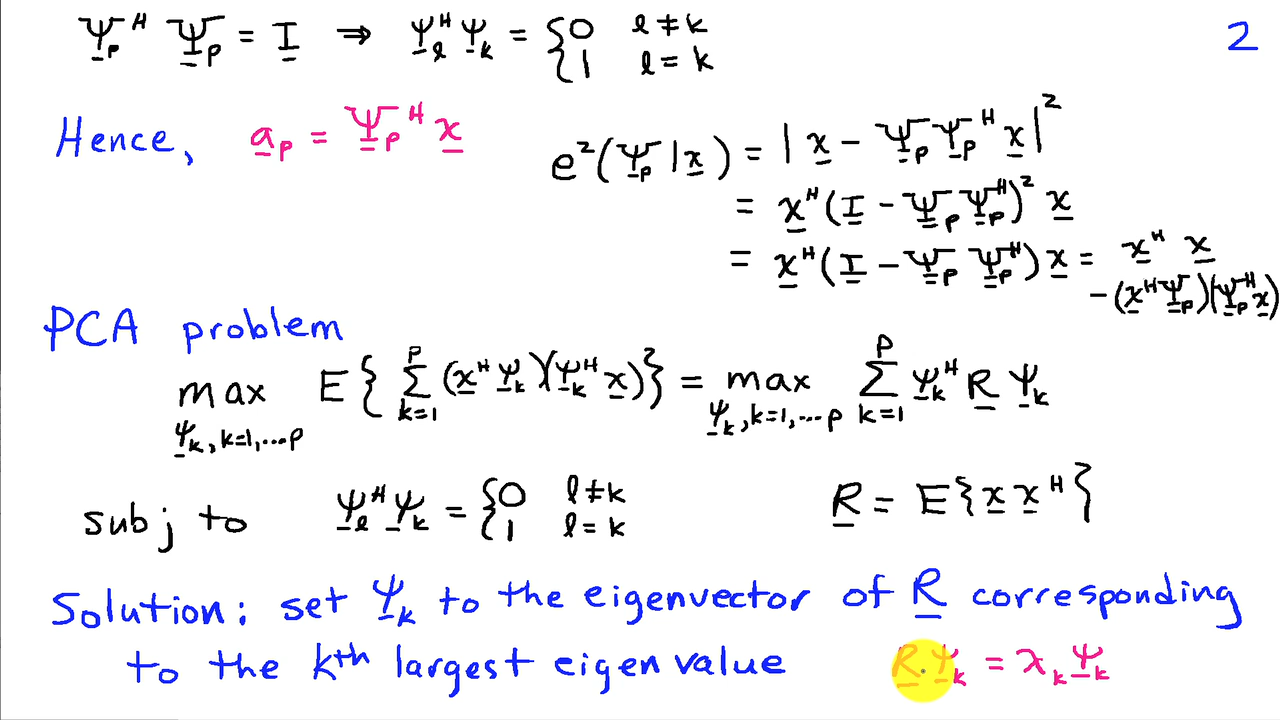 Ψ_p^H Ψ_p = I ⇒ ψ_l^H ψ_k = { 0 l ≠ k
1 l = k
2
Hence, a_p = Ψ_p^H x
e²(Ψ_p | x) = | x - Ψ_p Ψ_p^H x |²
= x^H (I - Ψ_p Ψ_p^H)² x
= x^H (I - Ψ_p Ψ_p^H) x = x^H x
- (x^H Ψ_p)(Ψ_p^H x)
PCA problem
max E { Σ_{k=1}^{P} (x^H ψ_k)(ψ_k^H x) } = max Σ_{k=1}^{P} ψ_k^H R ψ_k
ψ_k, k=1,...p ψ_k, k=1,...p
subj to ψ_l^H ψ_k = { 0 l ≠ k
1 l = k
R = E{ x x^H }
Solution: set ψ_k to the eigenvector of R corresponding
to the kth largest eigen value R ψ_k = λ_k ψ_k